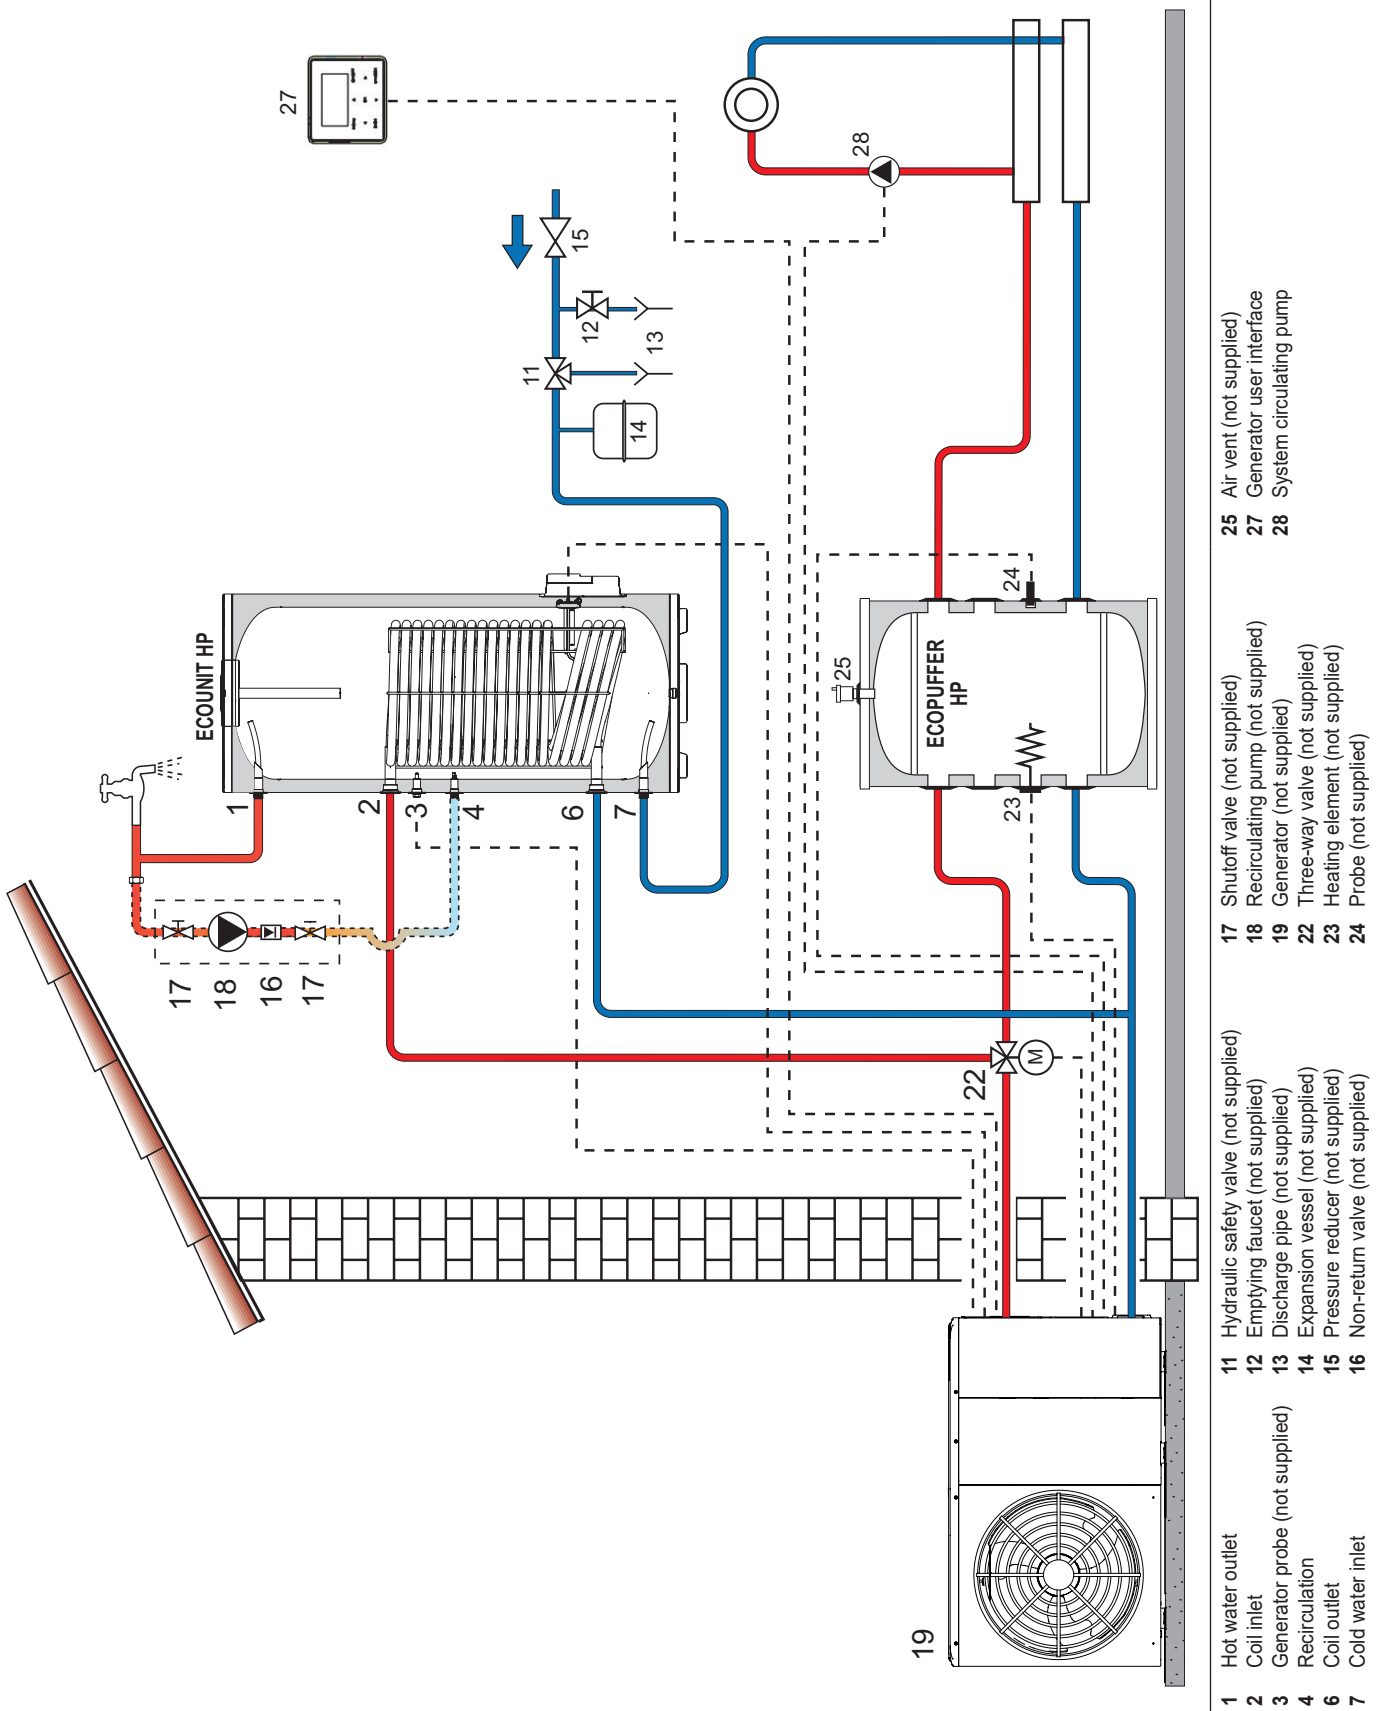 27
15
12
13
11
14
28
ECOUNIT HP
1
2
3
4
6
7
17
18
16
17
25
ECOPUFFER
HP
24
23
22
M
19
1 Hot water outlet
2 Coil inlet
3 Generator probe (not supplied)
4 Recirculation
6 Coil outlet
7 Cold water inlet
11 Hydraulic safety valve (not supplied)
12 Emptying faucet (not supplied)
13 Discharge pipe (not supplied)
14 Expansion vessel (not supplied)
15 Pressure reducer (not supplied)
16 Non-return valve (not supplied)
17 Shutoff valve (not supplied)
18 Recirculating pump (not supplied)
19 Generator (not supplied)
22 Three-way valve (not supplied)
23 Heating element (not supplied)
24 Probe (not supplied)
25 Air vent (not supplied)
27 Generator user interface
28 System circulating pump